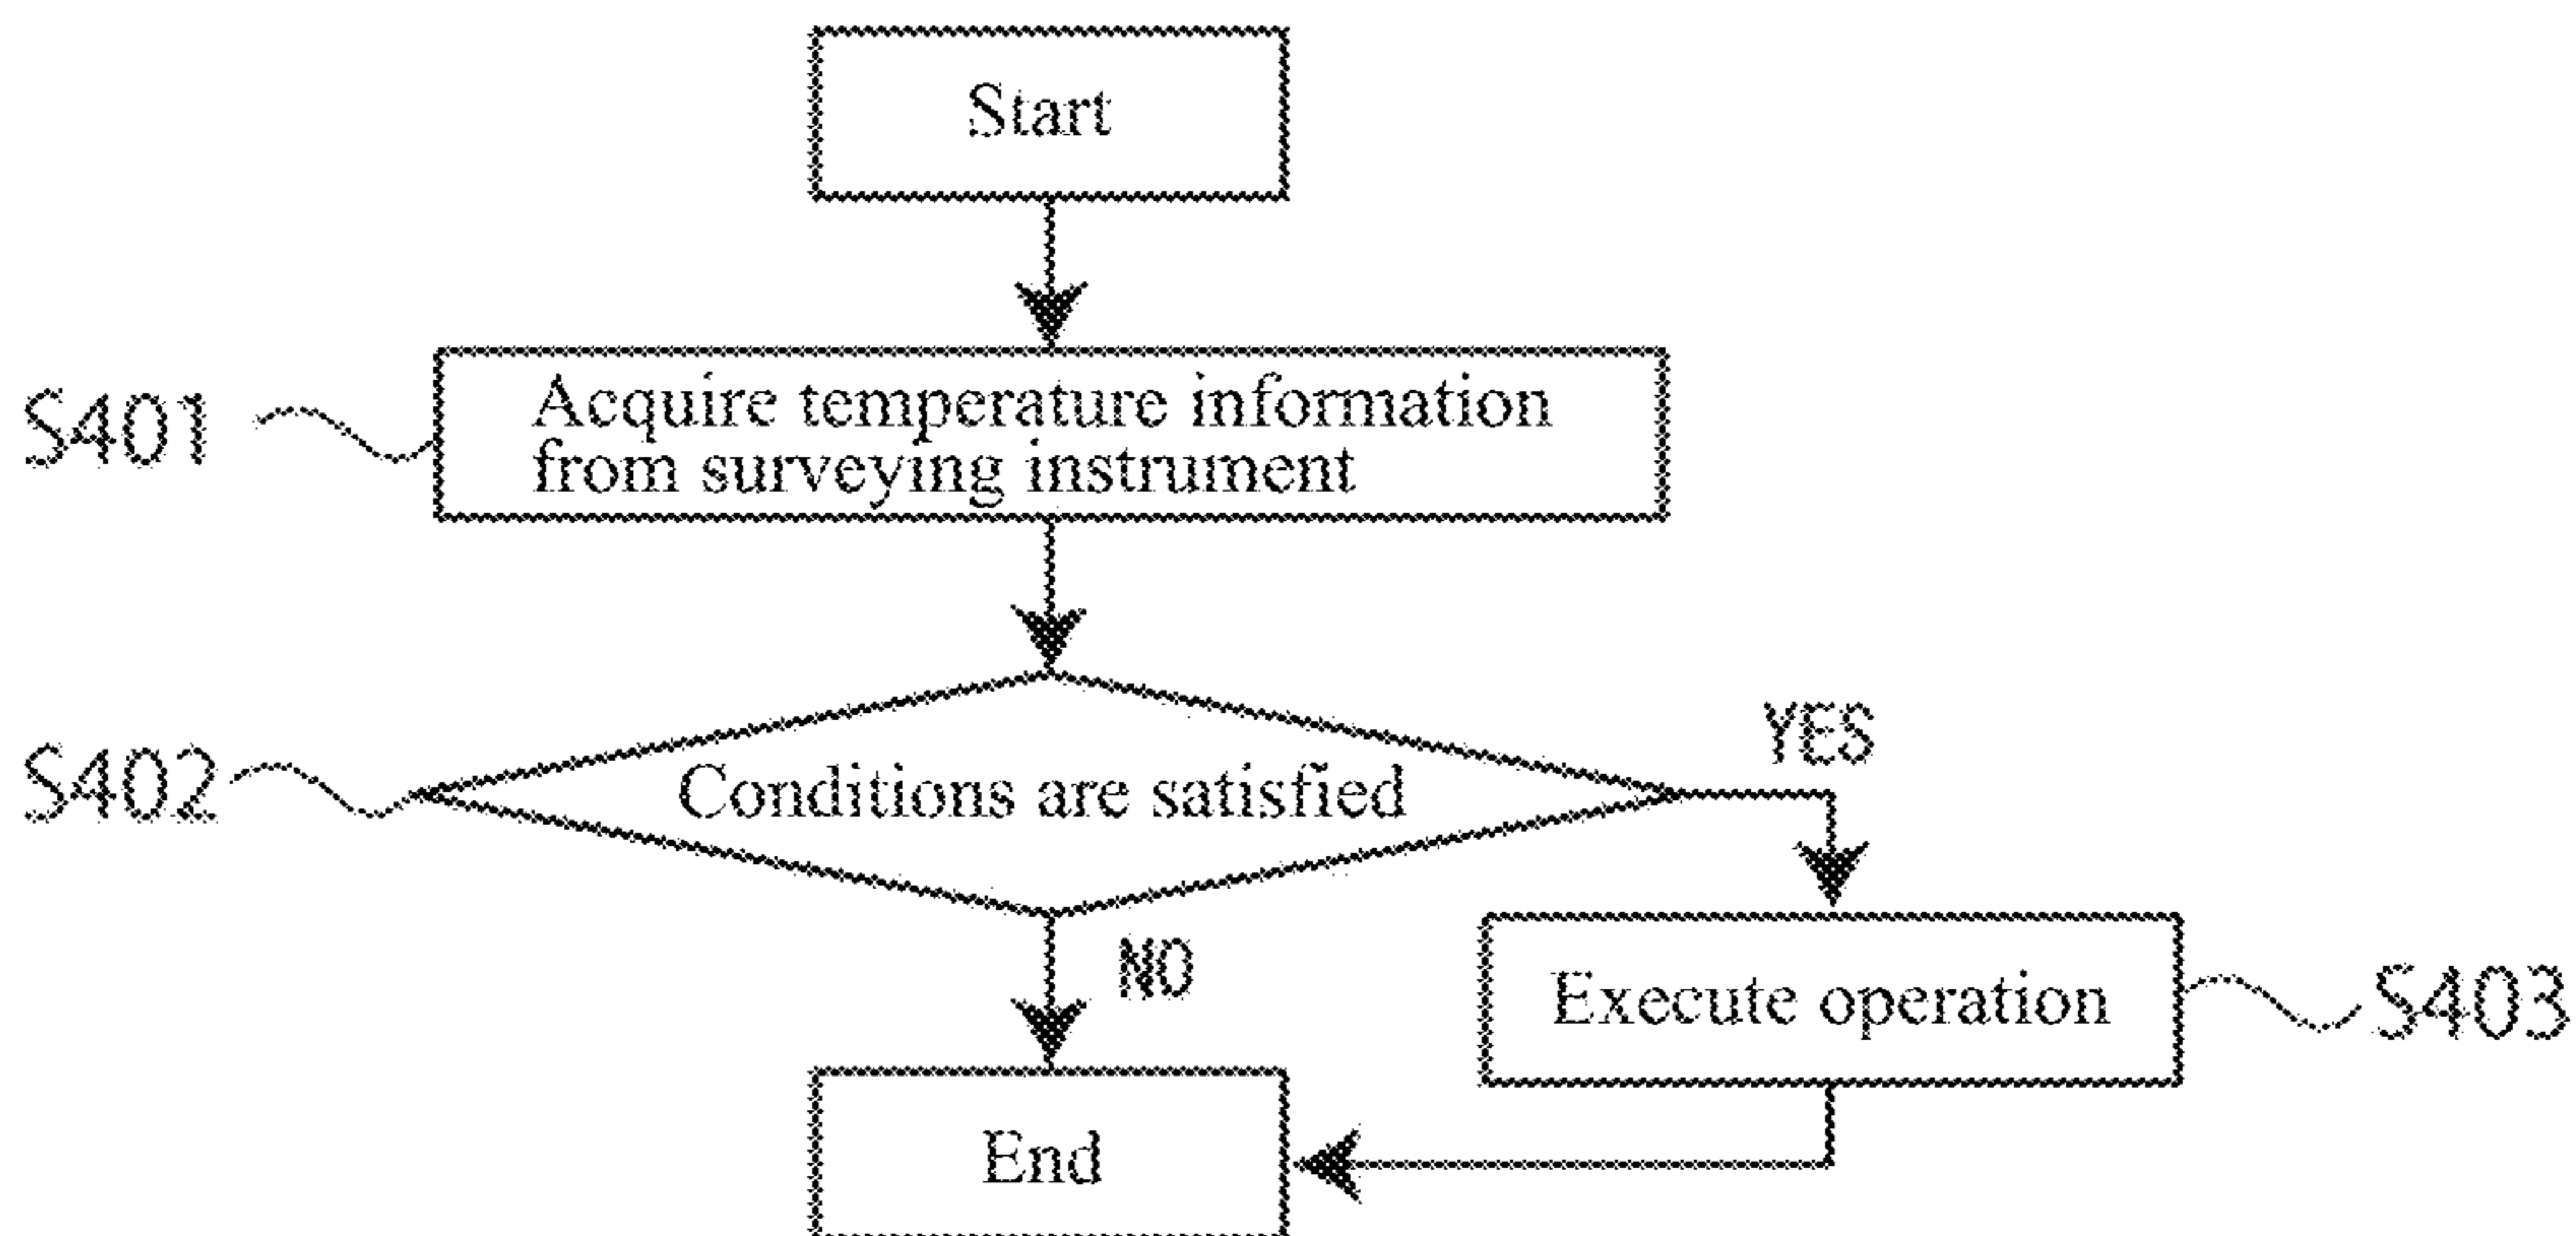 Start
S401
Acquire temperature information
from surveying instrument
S402
Conditions are satisfied
YES
NO
Execute operation
S403
End